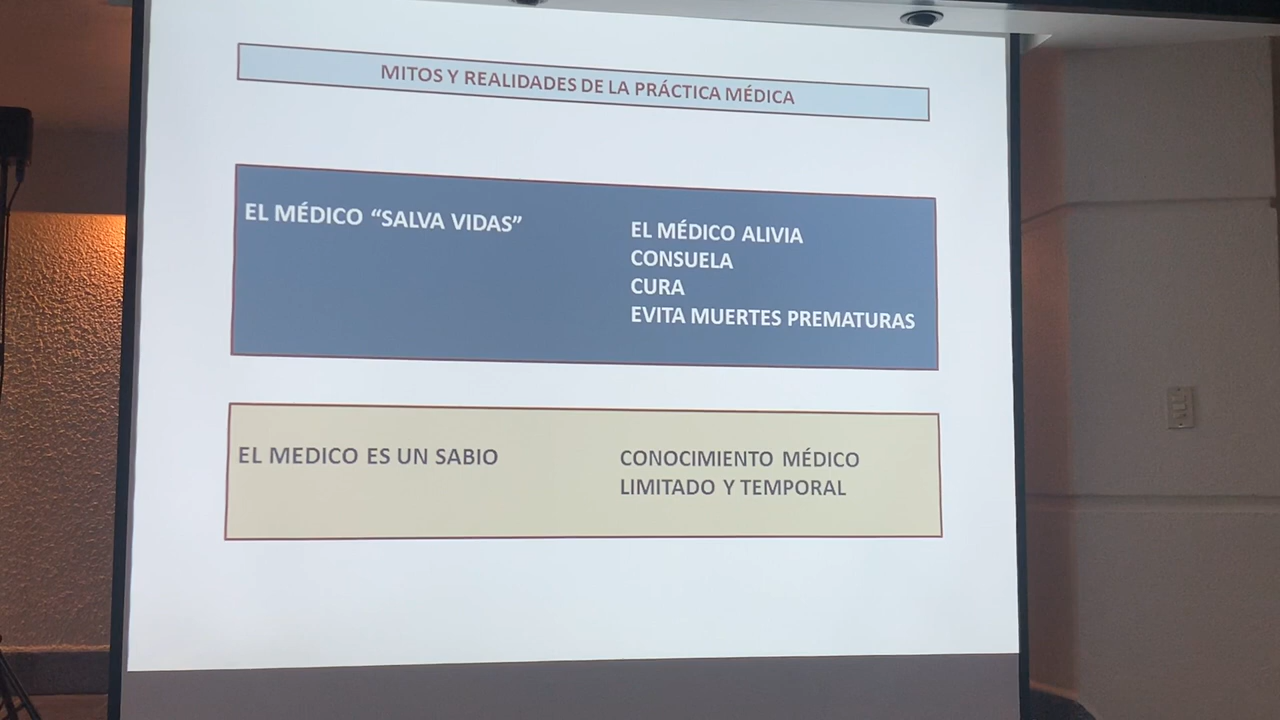 MITOS Y REALIDADES DE LA PRÁCTICA MÉDICA
EL MÉDICO “SALVA VIDAS”
EL MÉDICO ALIVIA
CONSUELA
CURA
EVITA MUERTES PREMATURAS
EL MEDICO ES UN SABIO
CONOCIMIENTO MÉDICO
LIMITADO Y TEMPORAL